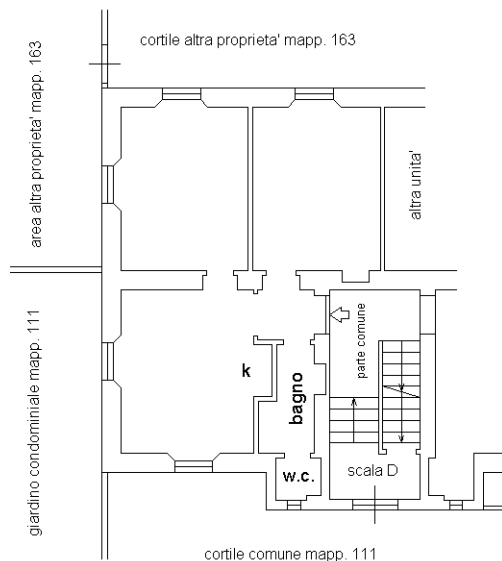 cortile altra proprieta' mapp. 163
area altra proprieta' mapp. 163
altra unita'
giardino condominiale mapp. 111
k
bagno
parte comune
w.c.
scala D
cortile comune mapp. 111